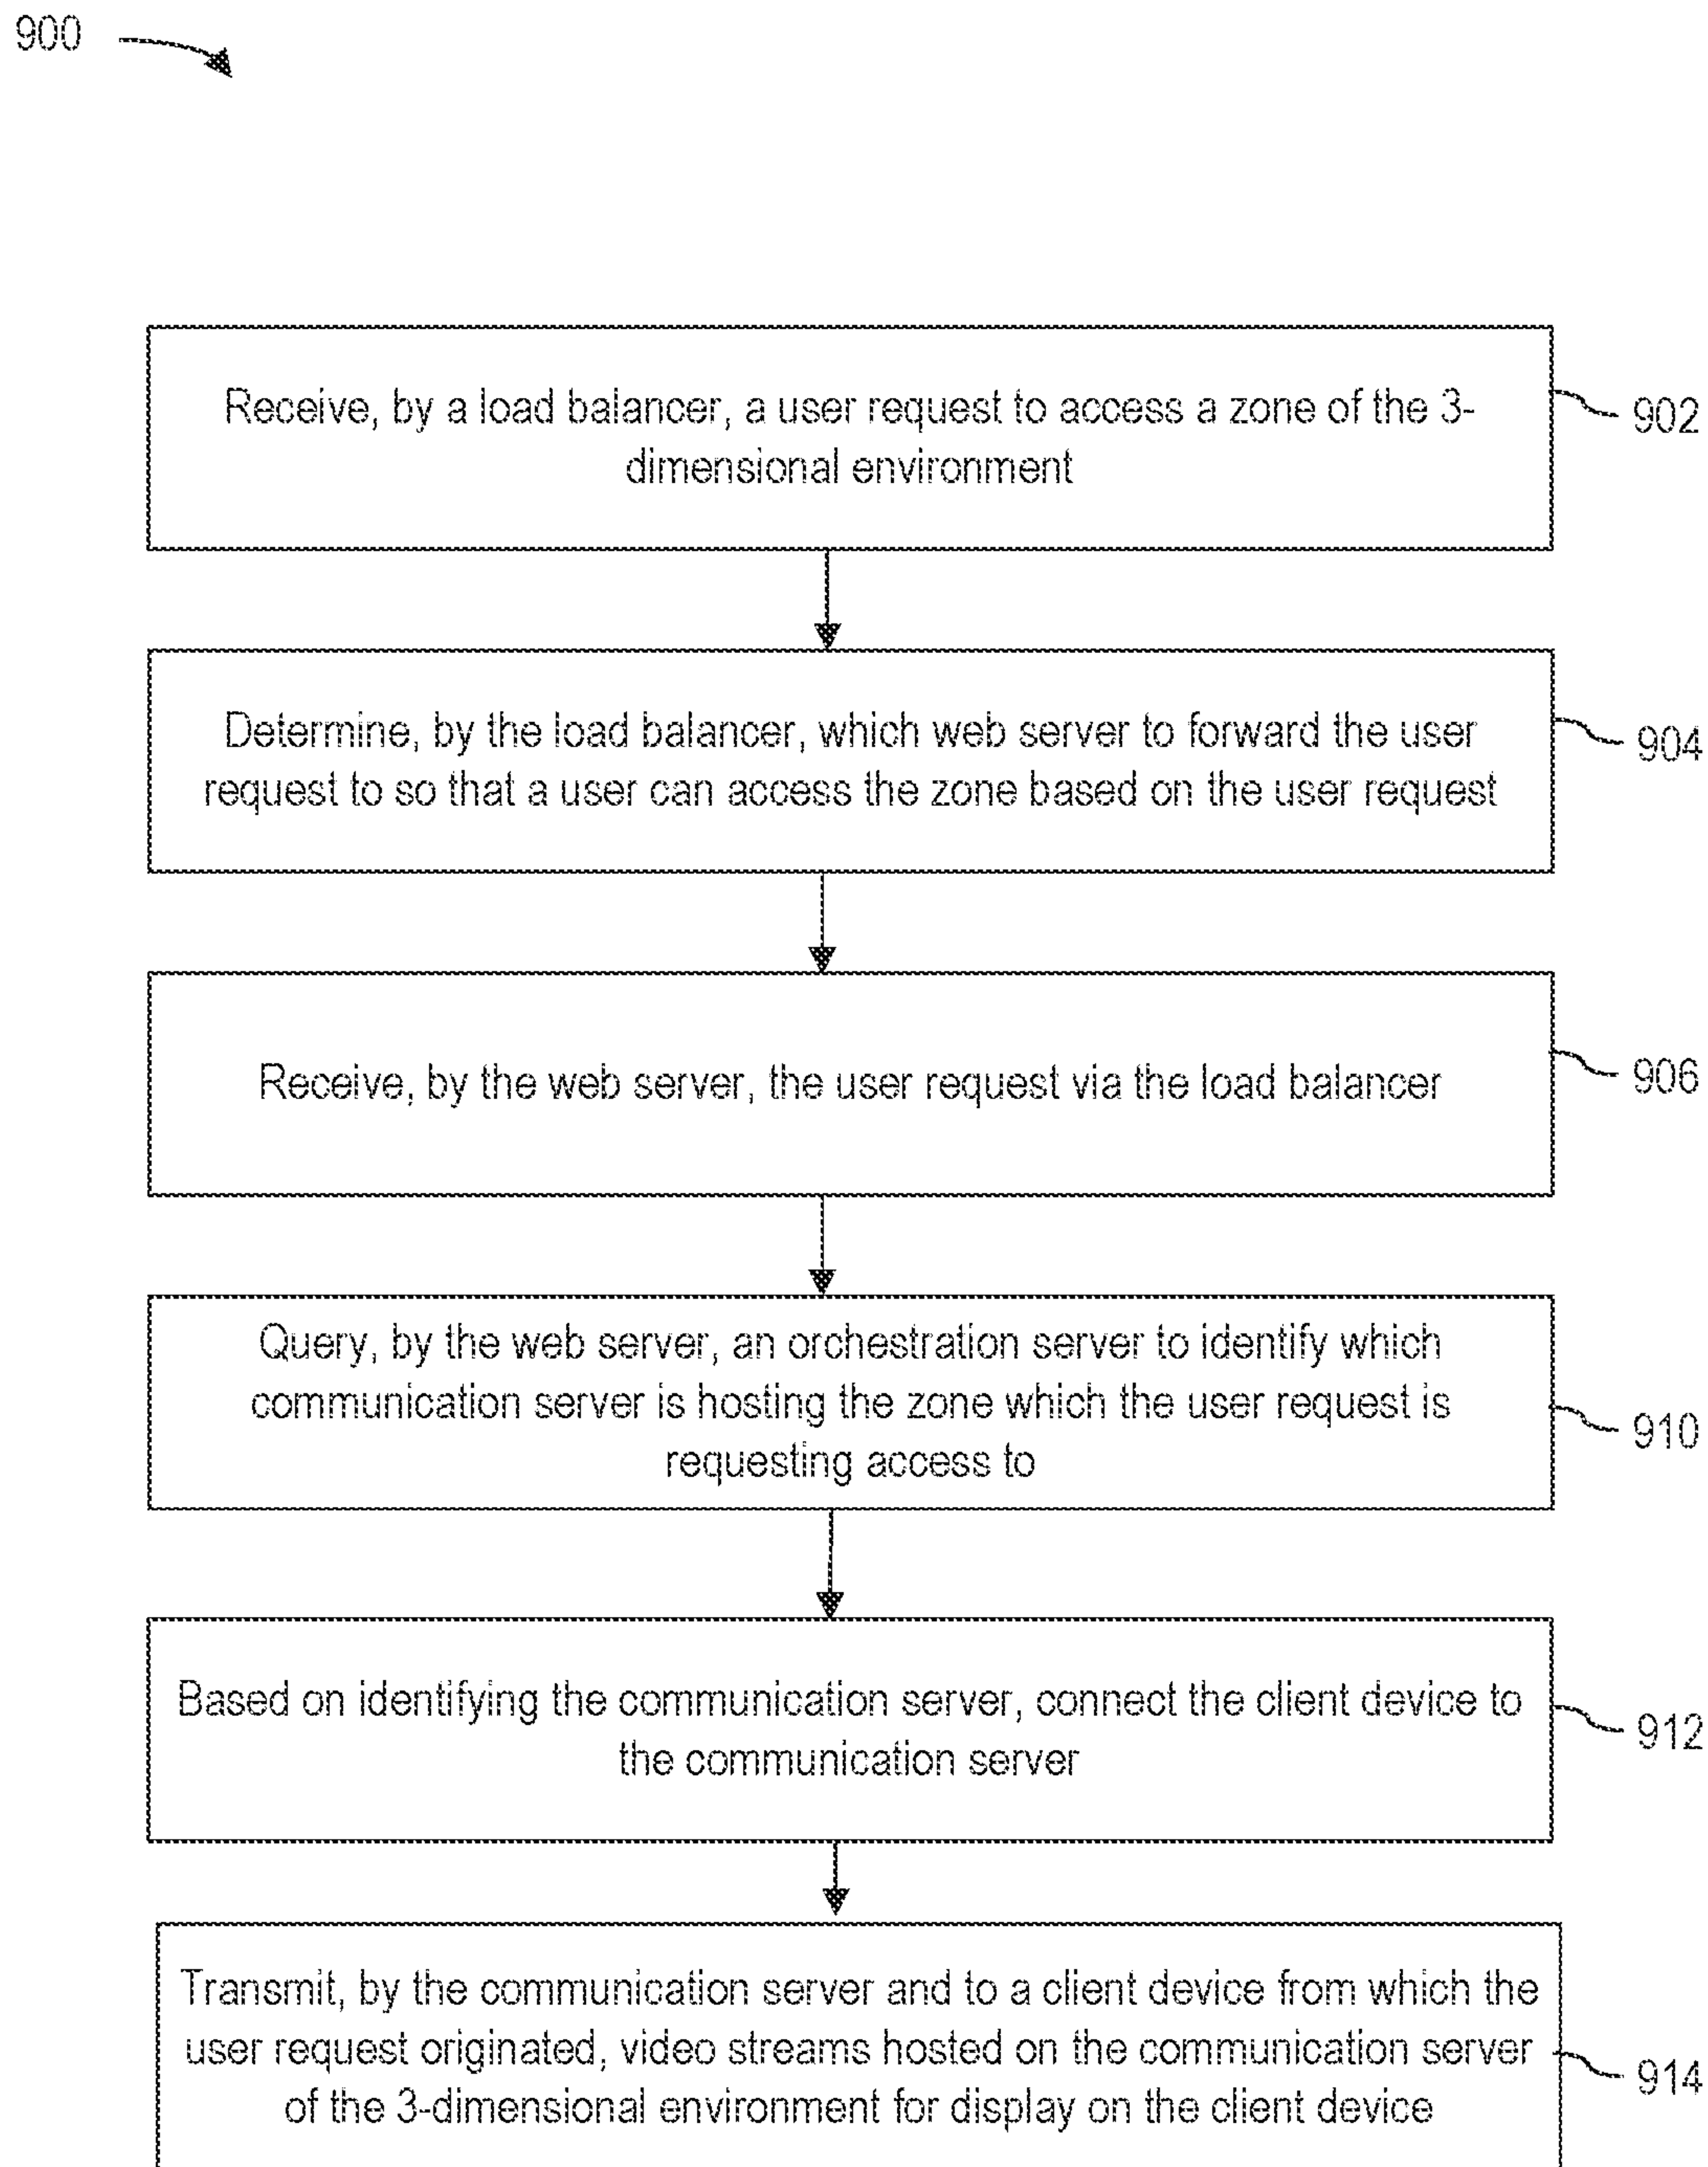 900
Receive, by a load balancer, a user request to access a zone of the 3-
dimensional environment
902
Determine, by the load balancer, which web server to forward the user
request to so that a user can access the zone based on the user request
904
Receive, by the web server, the user request via the load balancer
906
Query, by the web server, an orchestration server to identify which
communication server is hosting the zone which the user request is
requesting access to
910
Based on identifying the communication server, connect the client device to
the communication server
912
Transmit, by the communication server and to a client device from which the
user request originated, video streams hosted on the communication server
of the 3-dimensional environment for display on the client device
914